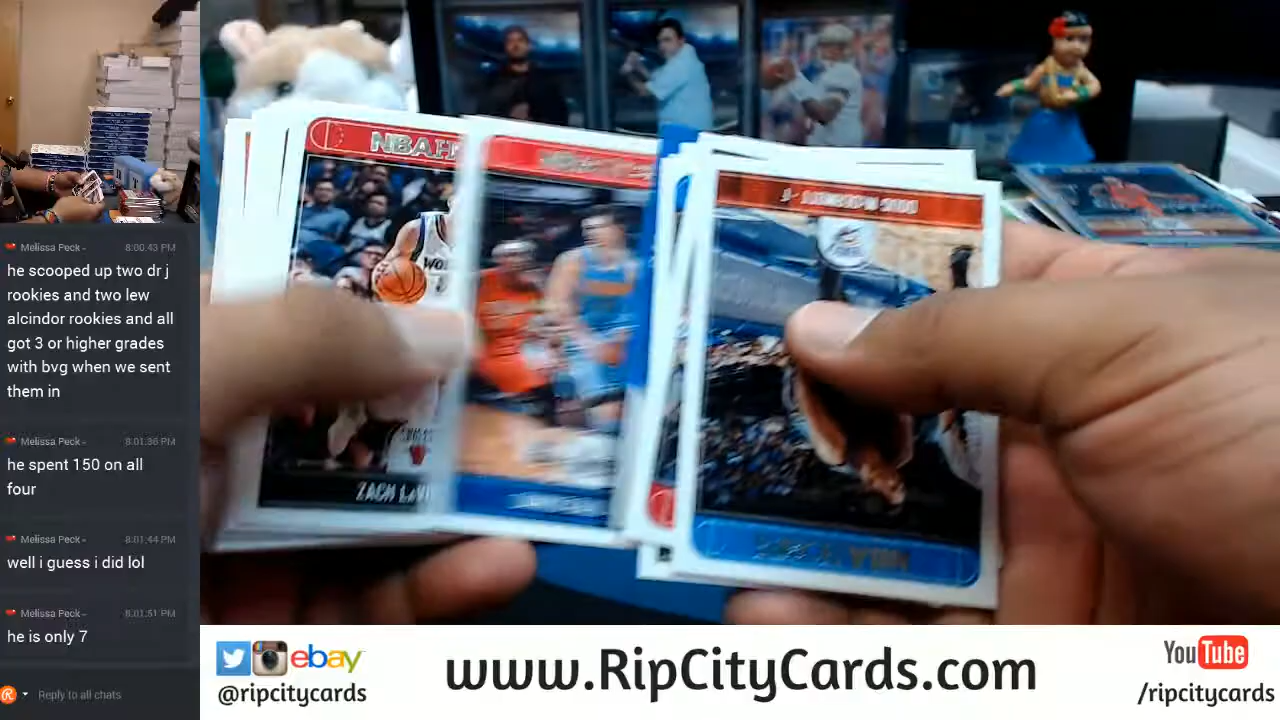 Melissa Peck - 8:00:43 PM
he scooped up two dr j
rookies and two lew
alcindor rookies and all
got 3 or higher grades
with bvg when we sent
them in
Melissa Peck - 8:01:36 PM
he spent 150 on all
four
Melissa Peck - 8:01:44 PM
well i guess i did lol
Melissa Peck - 8:01:51 PM
he is only 7
Reply to all chats
ZACH LAVI
ebay
@ripcitycards
www.RipCityCards.com
YouTube
/ripcitycards